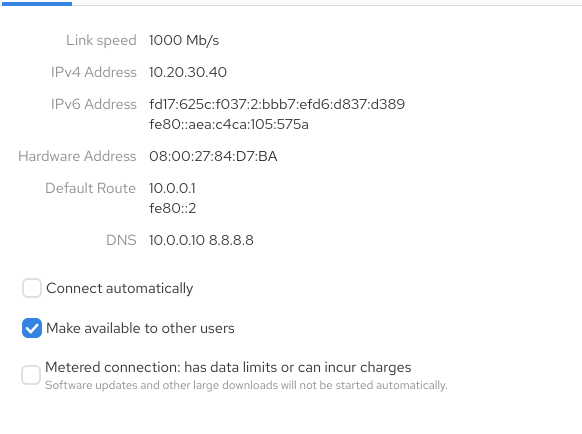 Link speed 1000 Mb/s
IPv4 Address 10.20.30.40
IPv6 Address fd17:625c:f037:2:bbb7:efd6:d837:d389
fe80::aea:c4ca:105:575a
Hardware Address 08:00:27:84:D7:BA
Default Route 10.0.0.1
fe80::2
DNS 10.0.0.10 8.8.8.8
Connect automatically
Make available to other users
Metered connection: has data limits or can incur charges
Software updates and other large downloads will not be started automatically.